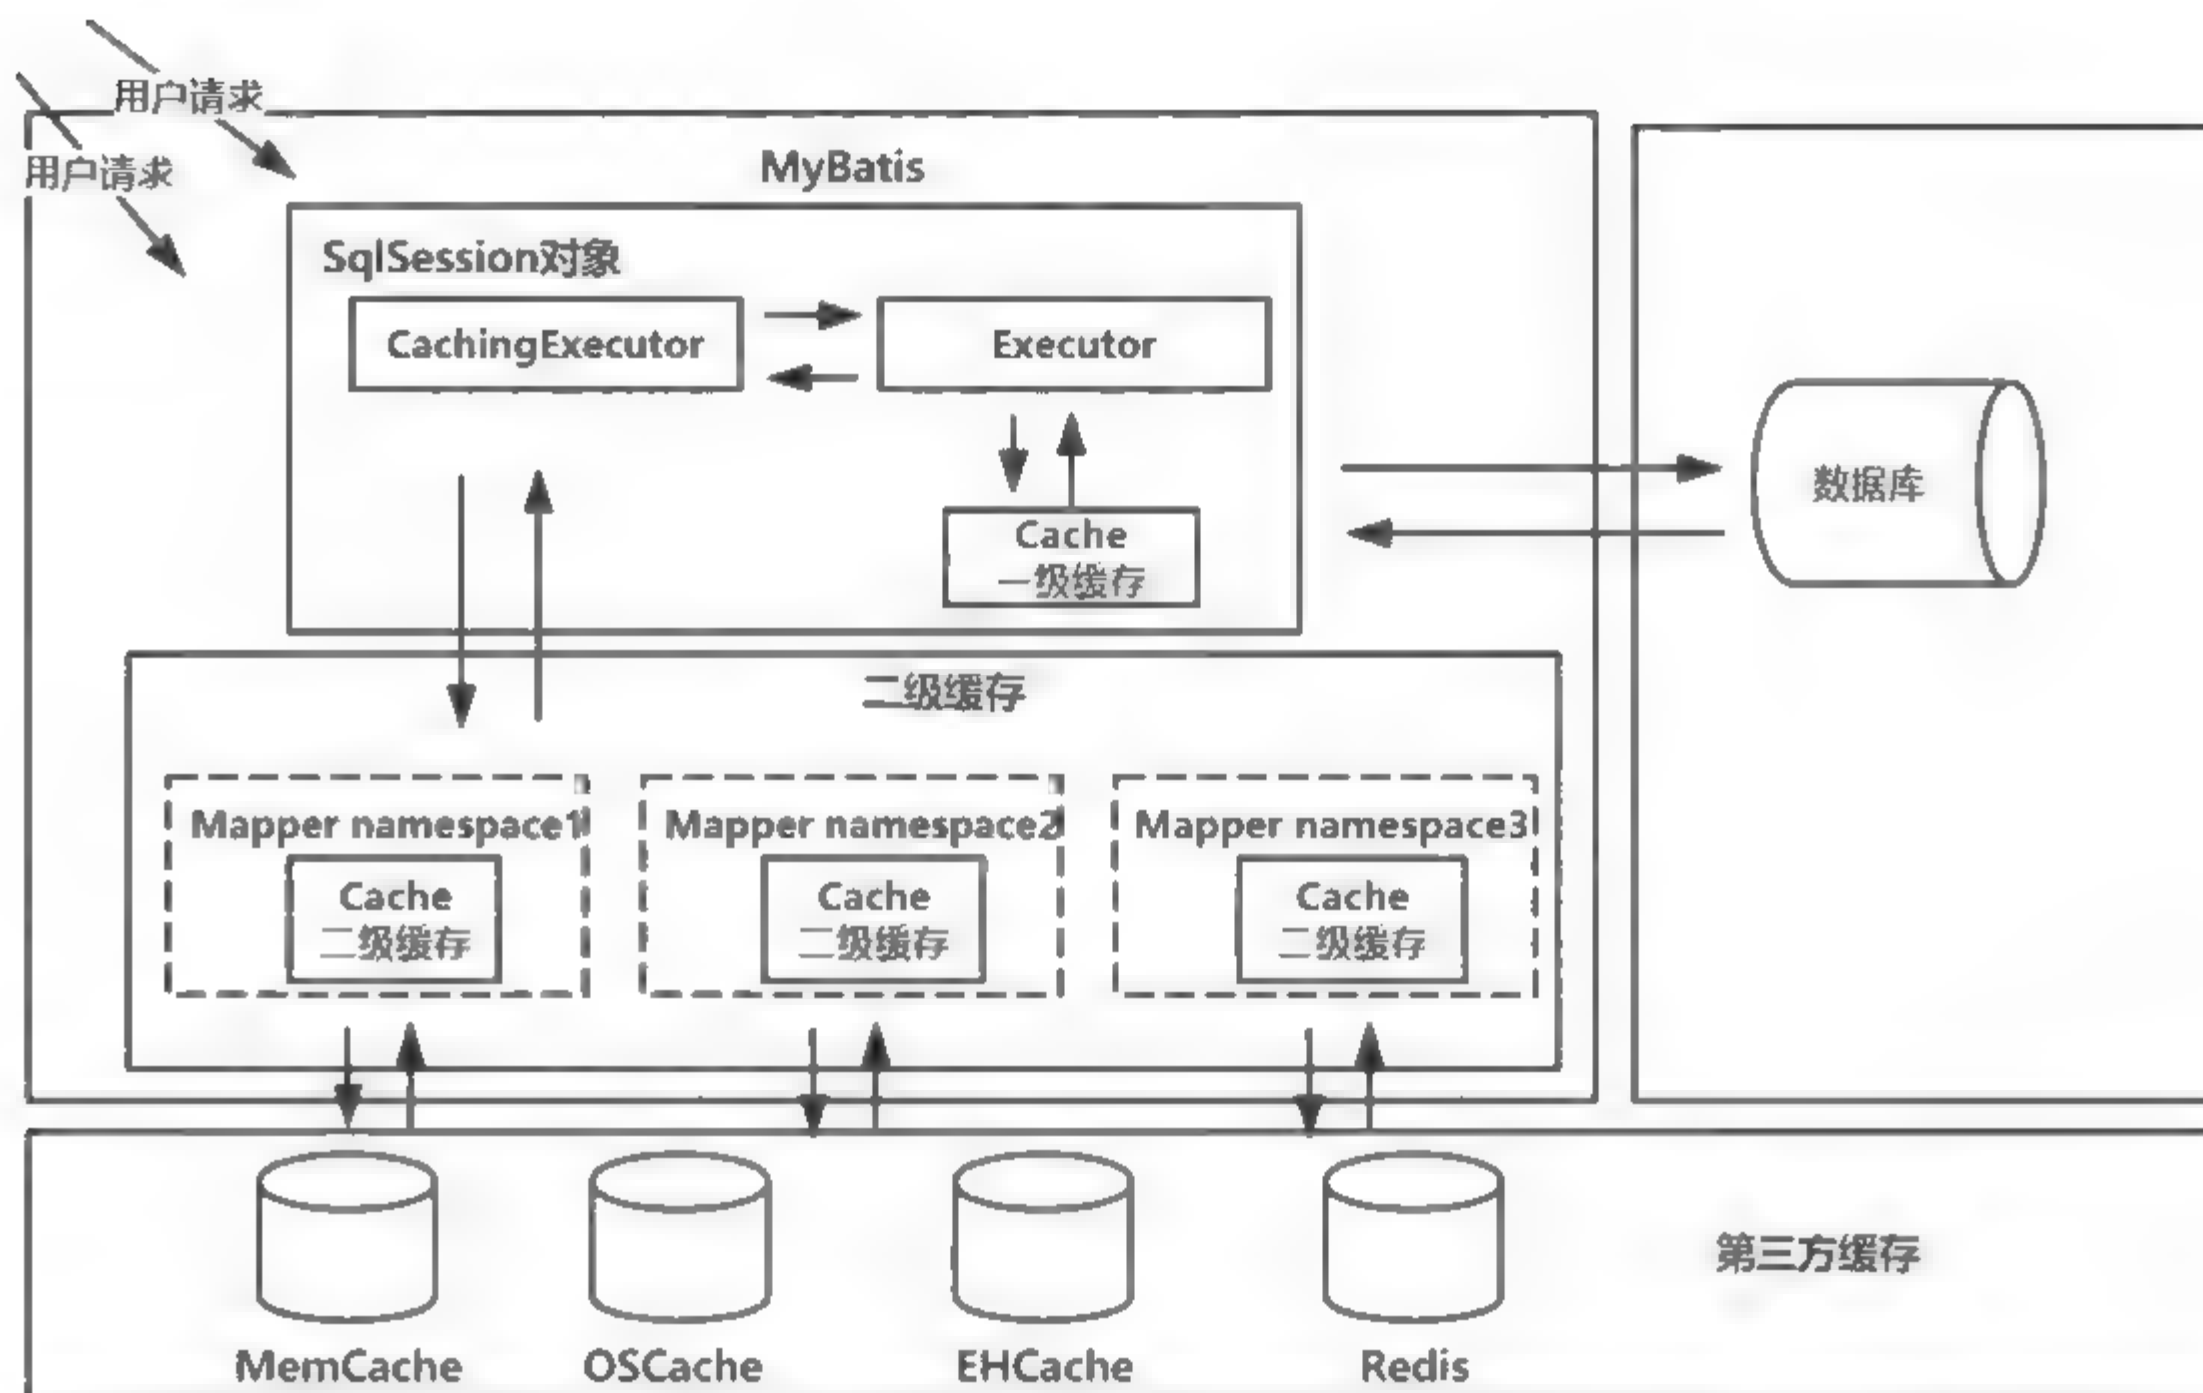 用户请求
用户请求
MyBatis
SqlSession对象
CachingExecutor
Executor
Cache
一级缓存
数据库
二级缓存
Mapper namespace1
Mapper namespace2
Mapper namespace3
Cache
二级缓存
Cache
二级缓存
Cache
二级缓存
第三方缓存
MemCache
OSCache
EHCache
Redis